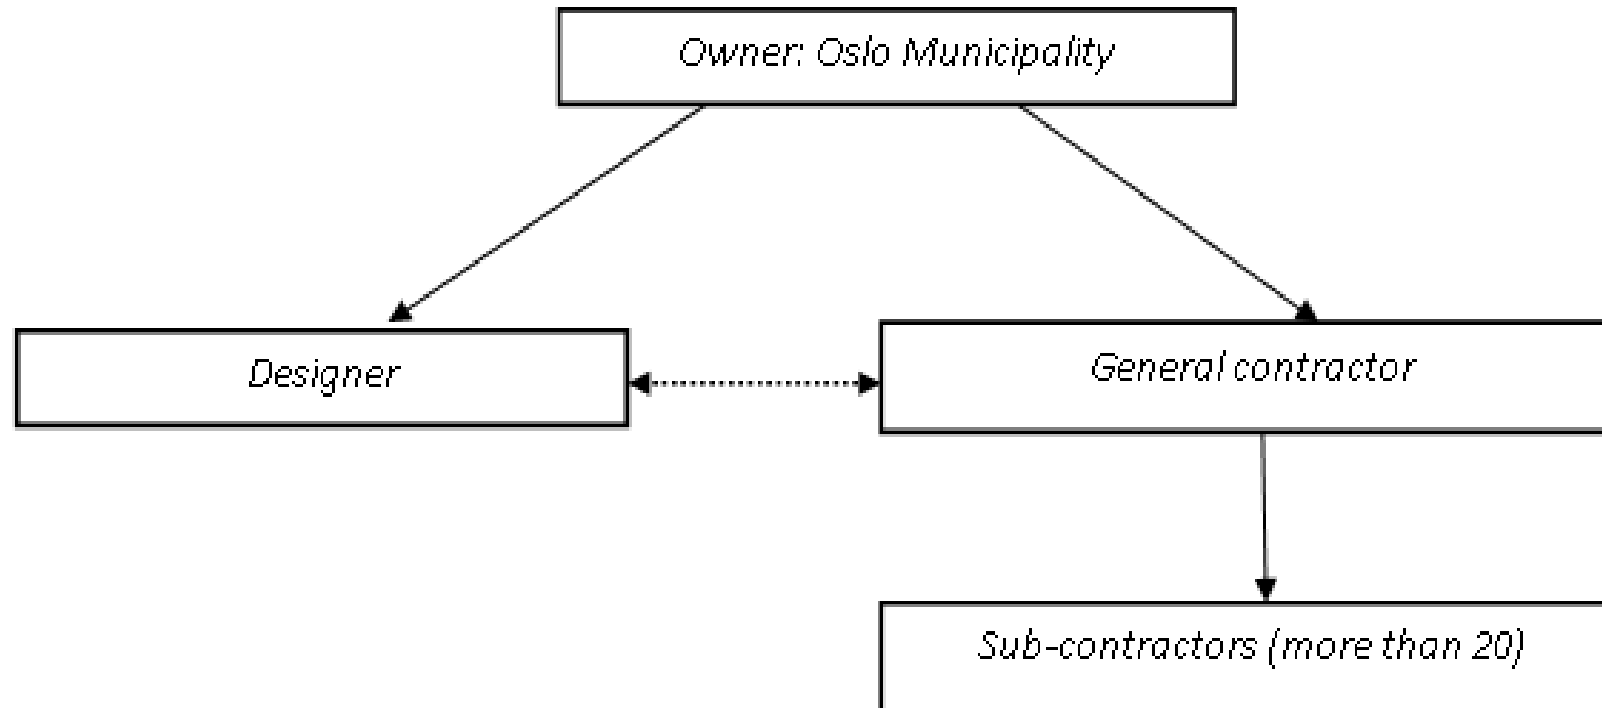 Owner: Oslo Municipality
Designer
General contractor
Sub-contractors (more than 20)